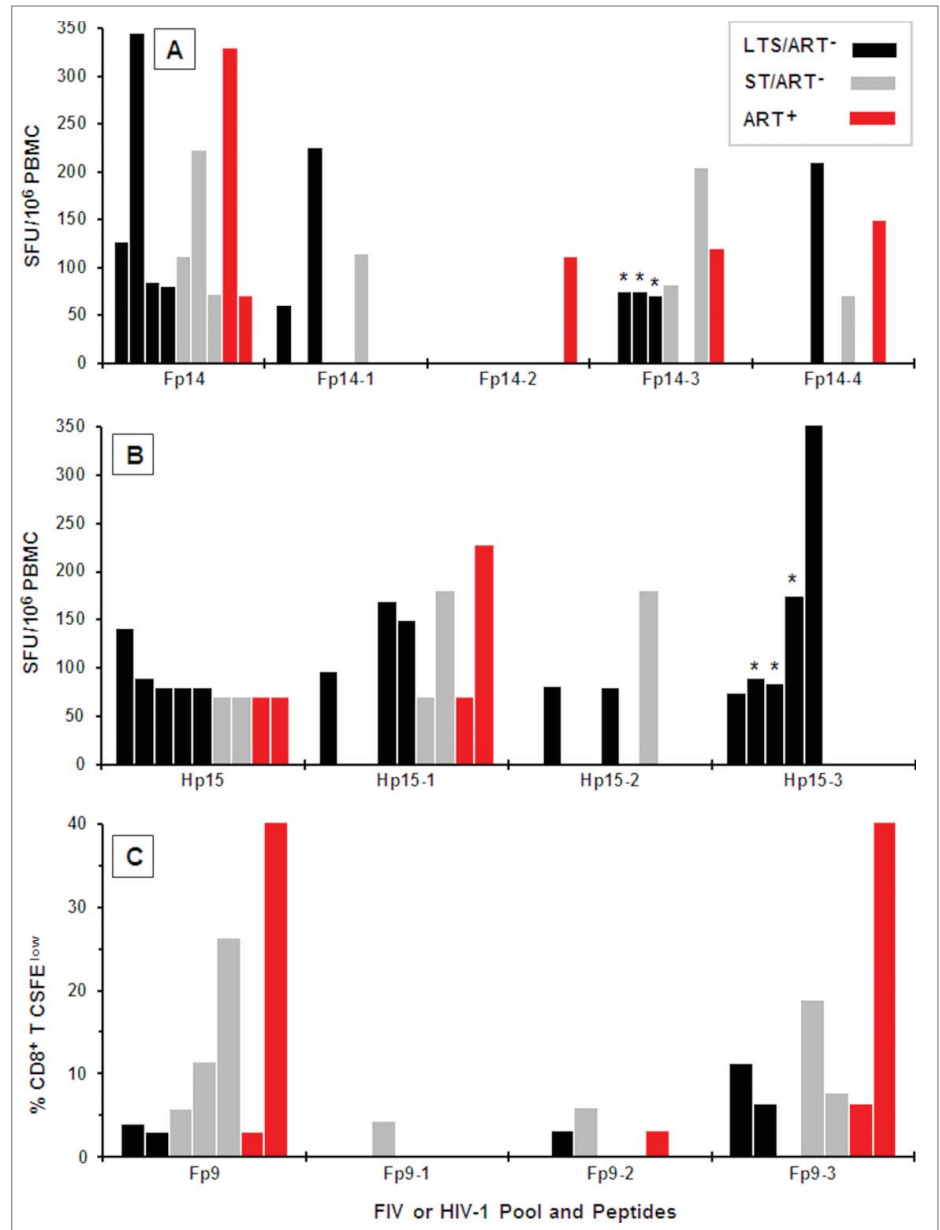 A
LTS/ART-
ST/ART-
ART+
SFU/10⁶ PBMC
350
300
250
200
150
100
50
0
* * *
Fp14 Fp14-1 Fp14-2 Fp14-3 Fp14-4
B
SFU/10⁶ PBMC
350
300
250
200
150
100
50
0
* * *
Hp15 Hp15-1 Hp15-2 Hp15-3
C
% CD8⁺ T CSFE low
40
30
20
10
0
Fp9 Fp9-1 Fp9-2 Fp9-3
FIV or HIV-1 Pool and Peptides